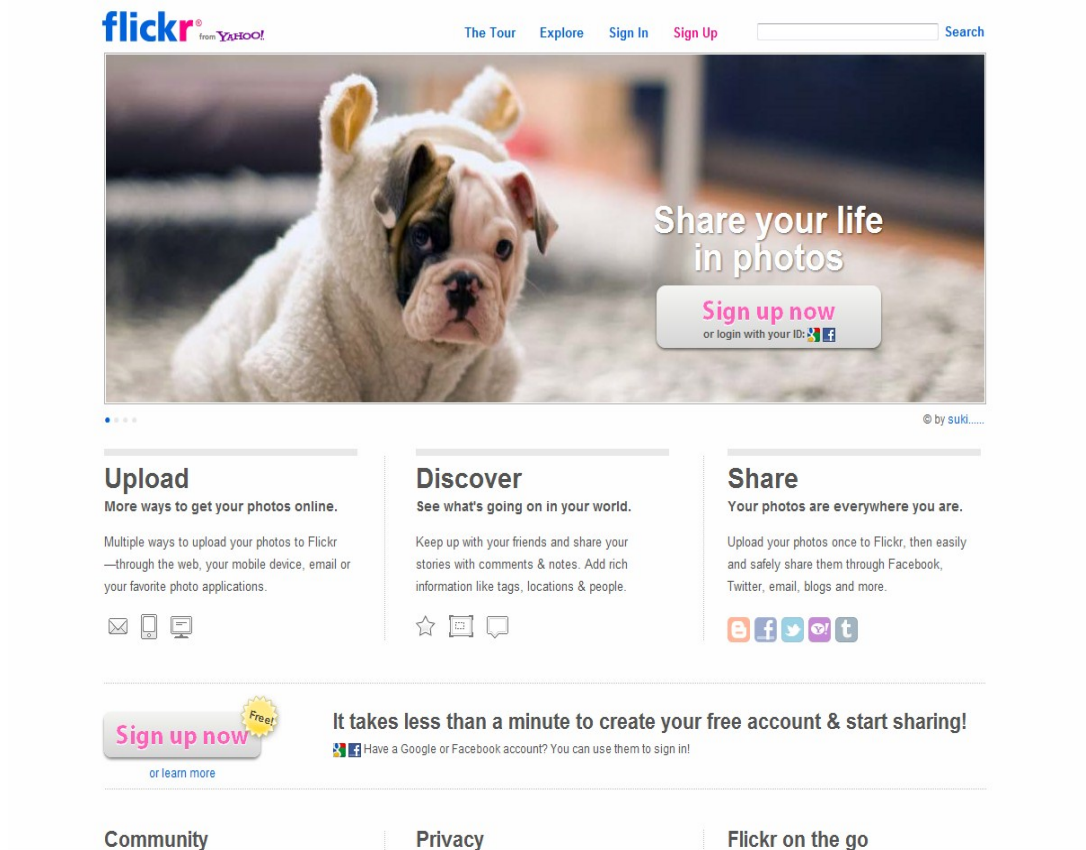 flickr® from YAHOO!
The Tour Explore Sign In Sign Up Search
Share your life
in photos
Sign up now
or login with your ID:
© by suki......
Upload
More ways to get your photos online.
Multiple ways to upload your photos to Flickr
—through the web, your mobile device, email or
your favorite photo applications.
Discover
See what's going on in your world.
Keep up with your friends and share your
stories with comments & notes. Add rich
information like tags, locations & people.
Share
Your photos are everywhere you are.
Upload your photos once to Flickr, then easily
and safely share them through Facebook,
Twitter, email, blogs and more.
Free!
Sign up now
or learn more
It takes less than a minute to create your free account & start sharing!
Have a Google or Facebook account? You can use them to sign in!
Community
Privacy
Flickr on the go